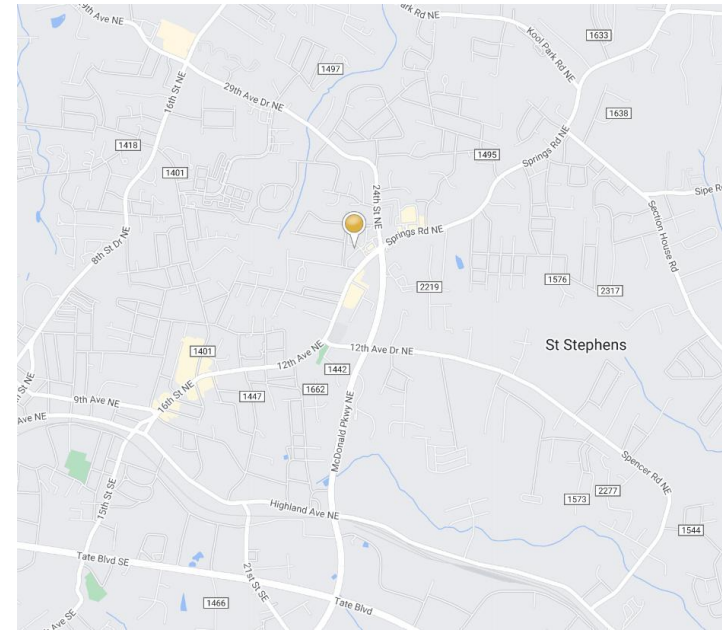 9th Ave NE
ark Rd NE
1633
Kool Park Rd NE
16th St NE
1497
29th Ave Dr NE
1638
1418
1495
1401
Springs Rd NE
24th St NE
Sipe R
Section House Rd
Springs Rd NE
8th St Dr NE
1576
2219
2317
St Stephens
1401
12th Ave NE
12th Ave Dr NE
1442
1662
1447
St NE
9th Ave NE
16th St NE
Ave NE
McDonald Pkwy NE
Spencer Rd NE
2277
1573
15th St SE
Highland Ave NE
1544
Tate Blvd SE
21st St SE
1466
Tate Blvd
Ave SE